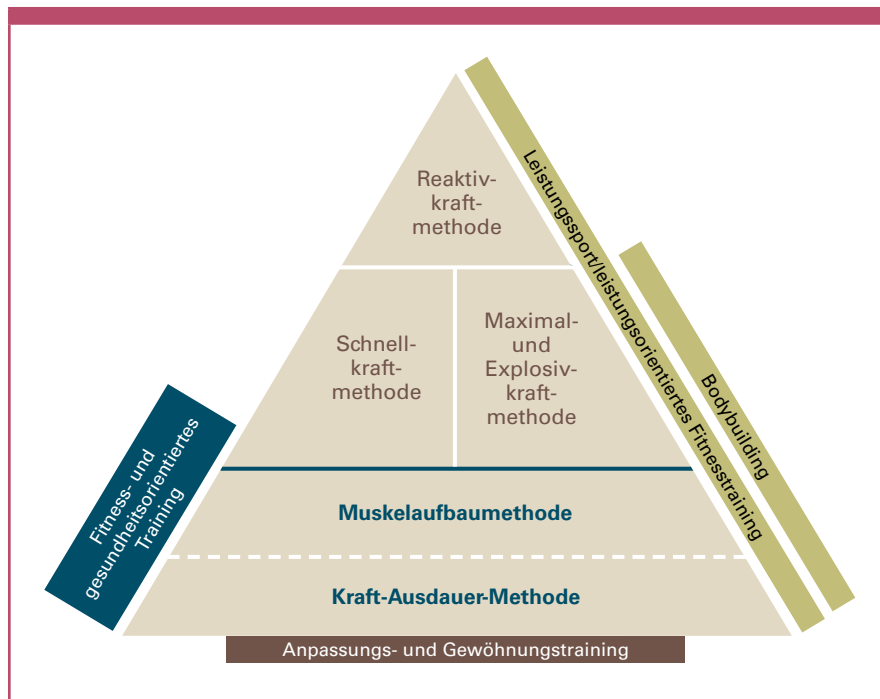 Reaktiv-
kraft-
methode
Schnell-
kraft-
methode
Maximal-
und
Explosiv-
kraft-
methode
Muskelaufbaumethode
Kraft-Ausdauer-Methode
Anpassungs- und Gewöhnungstraining
Fitness- und
gesundheitsorientiertes
Training
Leistungssport/leistungsorientiertes Fitnesstraining
Bodybuilding